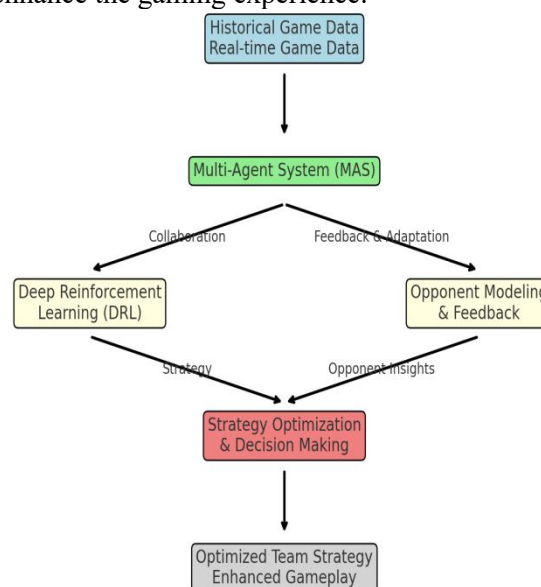 enhance the gaming experience.
Historical Game Data
Real-time Game Data
Multi-Agent System (MAS)
Collaboration
Feedback & Adaptation
Deep Reinforcement
Learning (DRL)
Opponent Modeling
& Feedback
Strategy
Opponent Insights
Strategy Optimization
& Decision Making
Optimized Team Strategy
Enhanced Gameplay